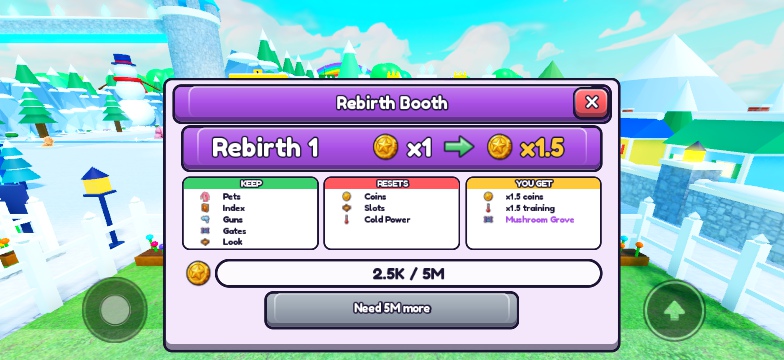 Rebirth Booth
Rebirth 1
x1
x1.5
KEEP
Pets
Index
Guns
Gates
Look
RESETS
Coins
Slots
Cold Power
YOU GET
x1.5 coins
x1.5 training
Mushroom Grove
2.5K / 5M
Need 5M more